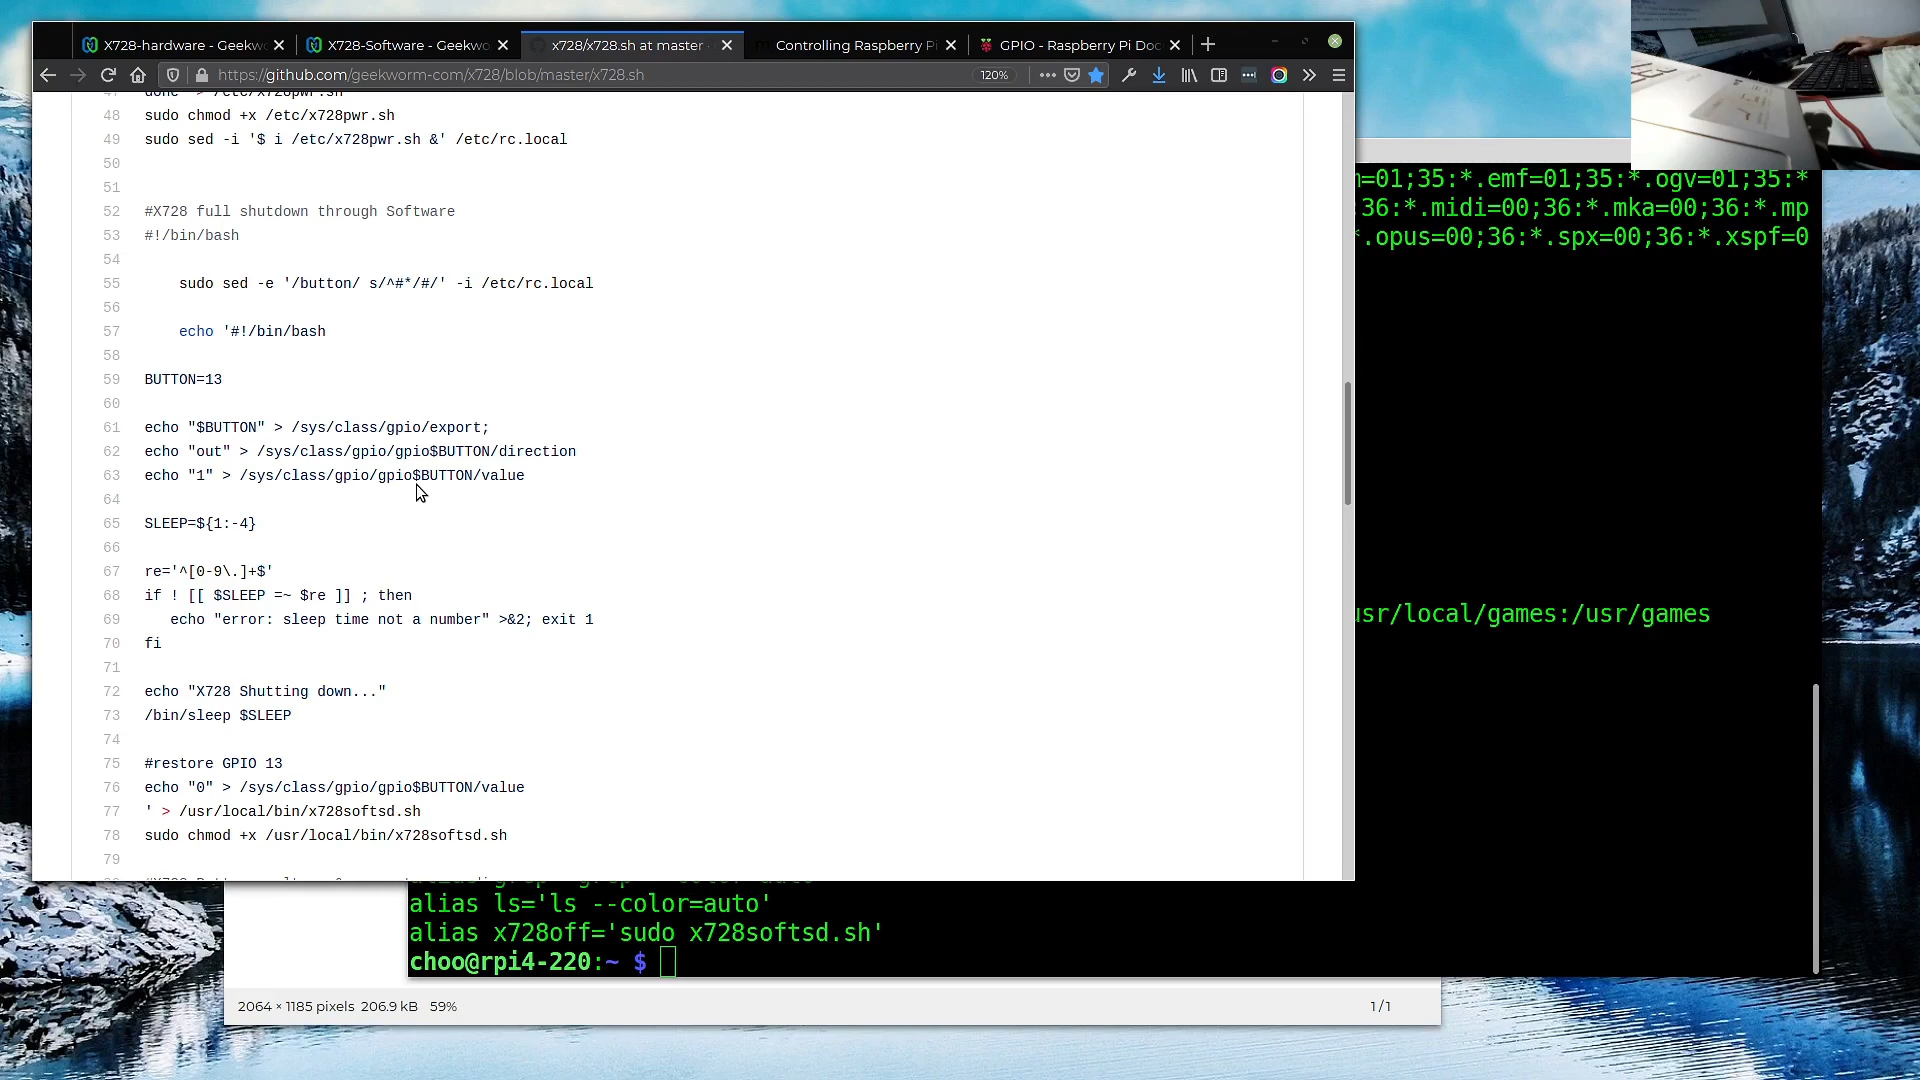 X728-hardware - Geekwo
X728-Software - Geekwo
x728/x728.sh at master ·
Controlling Raspberry Pi
GPIO - Raspberry Pi Doc
https://github.com/geekworm-com/x728/blob/master/x728.sh
120%
47 done' > /etc/x728pwr.sh
48 sudo chmod +x /etc/x728pwr.sh
49 sudo sed -i '$ i /etc/x728pwr.sh &' /etc/rc.local
50
51
52 #X728 full shutdown through Software
53 #!/bin/bash
54
55 sudo sed -e '/button/ s/^#*/#/' -i /etc/rc.local
56
57 echo '#!/bin/bash
58
59 BUTTON=13
60
61 echo "$BUTTON" > /sys/class/gpio/export;
62 echo "out" > /sys/class/gpio/gpio$BUTTON/direction
63 echo "1" > /sys/class/gpio/gpio$BUTTON/value
64
65 SLEEP=${1:-4}
66
67 re='^[0-9\.]+$'
68 if ! [[ $SLEEP =~ $re ]] ; then
69 echo "error: sleep time not a number" >&2; exit 1
70 fi
71
72 echo "X728 Shutting down..."
73 /bin/sleep $SLEEP
74
75 #restore GPIO 13
76 echo "0" > /sys/class/gpio/gpio$BUTTON/value
77 ' > /usr/local/bin/x728softsd.sh
78 sudo chmod +x /usr/local/bin/x728softsd.sh
79
=01;35:*.emf=01;35:*.ogv=01;35:*
36:*.midi=00;36:*.mka=00;36:*.mp
*.opus=00;36:*.spx=00;36:*.xspf=0
usr/local/games:/usr/games
alias ls='ls --color=auto'
alias x728off='sudo x728softsd.sh'
choo@rpi4-220:~ $
2064 × 1185 pixels 206.9 kB 59%
1 / 1